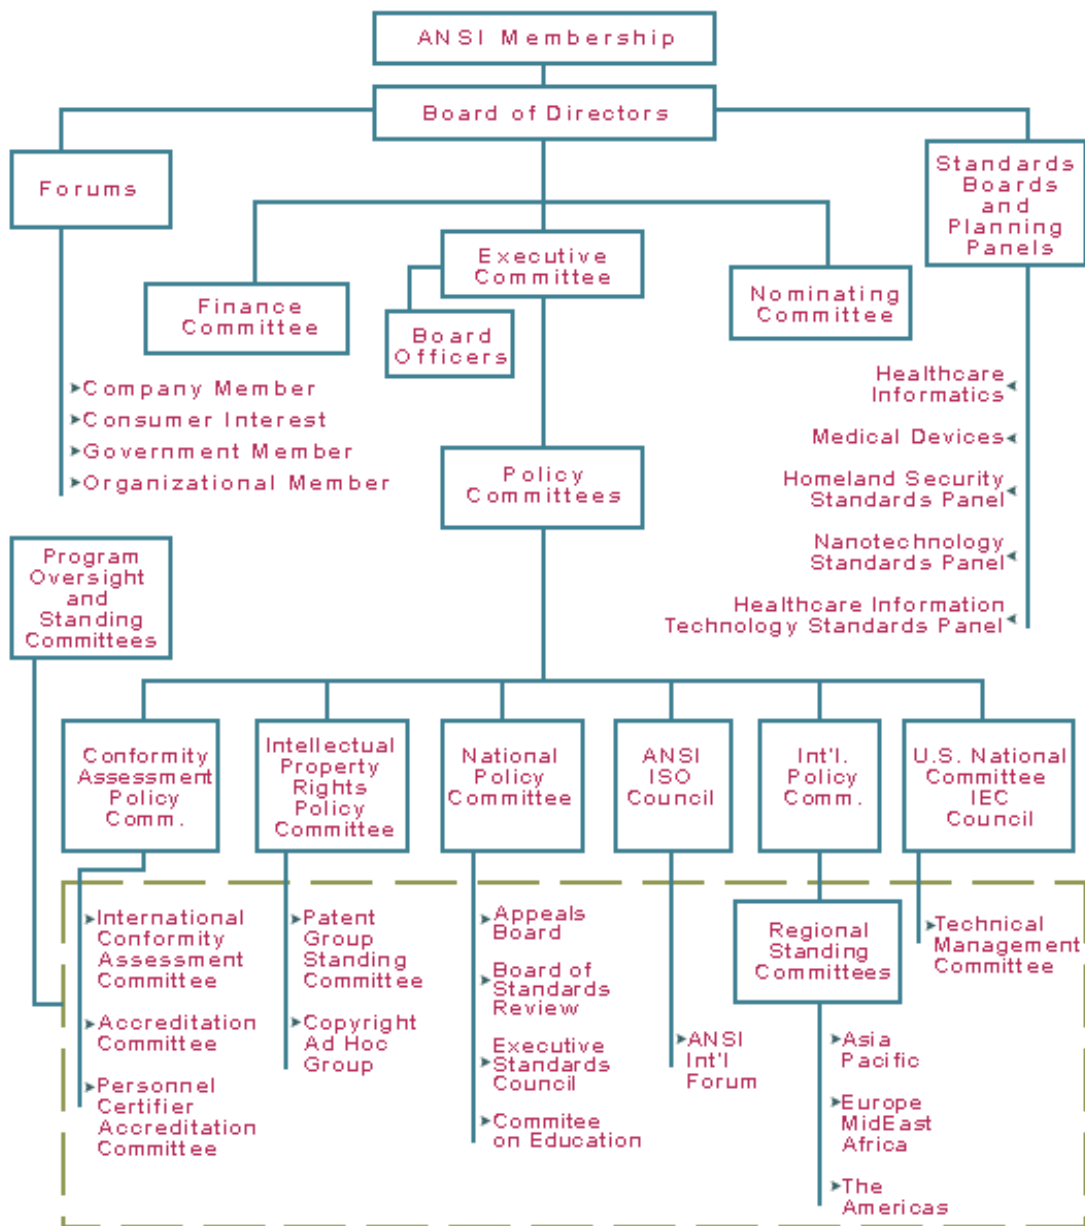 ANSI Membership
Board of Directors
Forums
Standards
Boards
and
Planning
Panels
Executive
Committee
Finance
Committee
Nominating
Committee
Board
Officers
Company Member
Consumer Interest
Government Member
Organizational Member
Healthcare
Informatics
Medical Devices
Homeland Security
Standards Panel
Nanotechnology
Standards Panel
Healthcare Information
Technology Standards Panel
Policy
Committees
Program
Oversight
and
Standing
Committees
Conformity
Assessment
Policy
Comm.
Intellectual
Property
Rights
Policy
Committee
National
Policy
Committee
ANSI
ISO
Council
Int'l.
Policy
Comm.
U.S. National
Committee
IEC
Council
International
Conformity
Assessment
Committee
Accreditation
Committee
Personnel
Certifier
Accreditation
Committee
Patent
Group
Standing
Committee
Copyright
Ad Hoc
Group
Appeals
Board
Board of
Standards
Review
Executive
Standards
Council
Commitee
on Education
ANSI
Int'l
Forum
Regional
Standing
Committees
Asia
Pacific
Europe
MidEast
Africa
The
Americas
Technical
Management
Committee